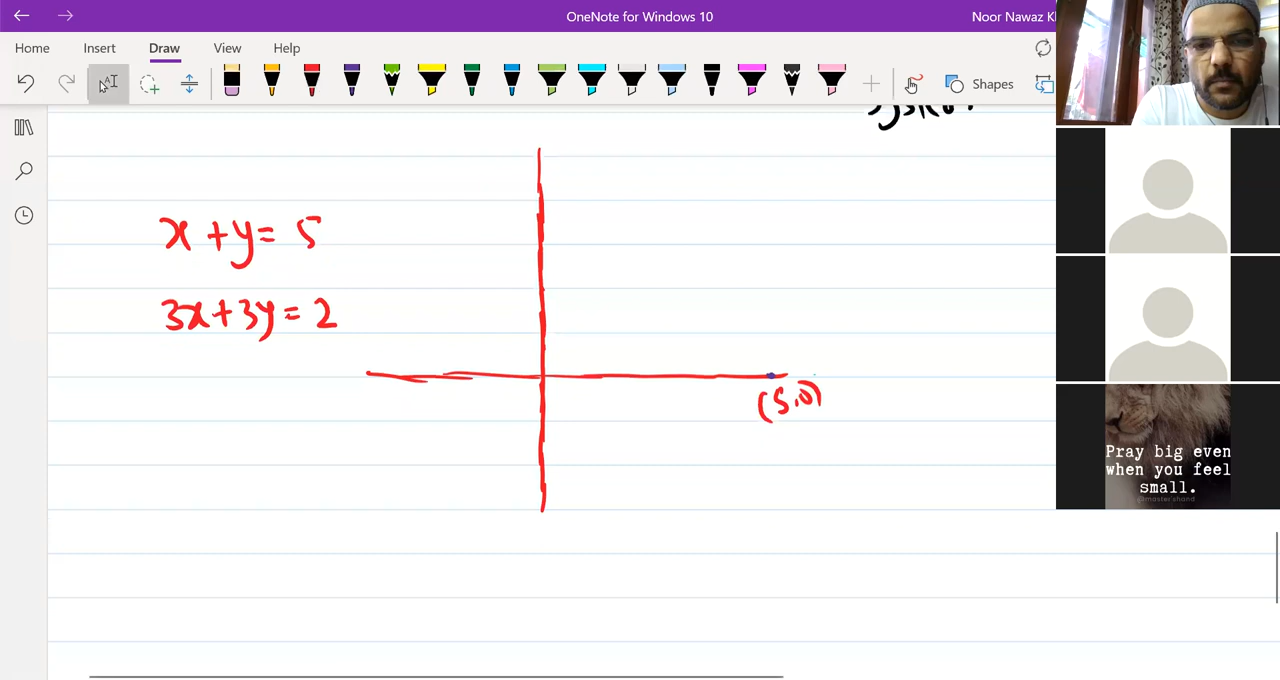 OneNote for Windows 10
Noor Nawaz
Home Insert Draw View Help
Shapes
x + y = 5
3x + 3y = 2
(5,0)
Pray big even
when you feel
small.